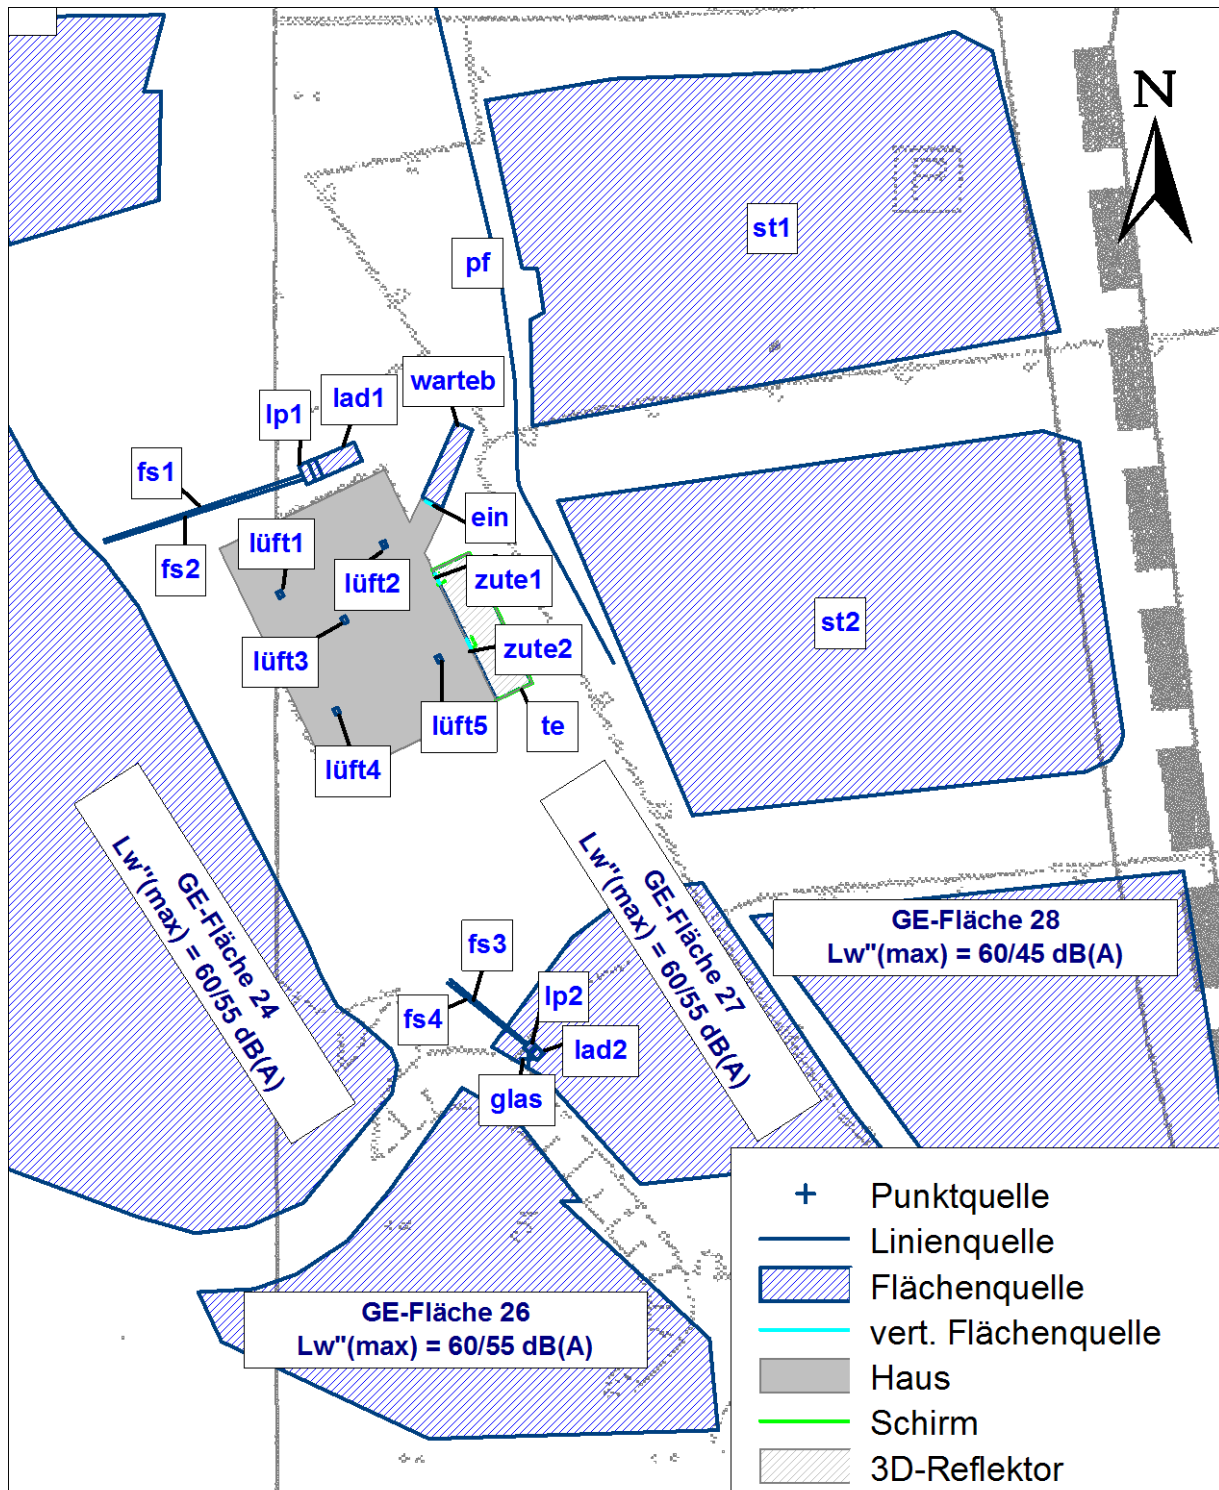 N
st1
pf
warteb
lad1
lp1
fs1
ein
lüft1
fs2
lüft2
zute1
st2
lüft3
zute2
lüft5
te
lüft4
GE-Fläche 24
Lw"(max) = 60/55 dB(A)
GE-Fläche 27
Lw"(max) = 60/55 dB(A)
GE-Fläche 28
Lw"(max) = 60/45 dB(A)
fs3
lp2
fs4
lad2
glas
GE-Fläche 26
Lw"(max) = 60/55 dB(A)
Punktquelle
Linienquelle
Flächenquelle
vert. Flächenquelle
Haus
Schirm
3D-Reflektor